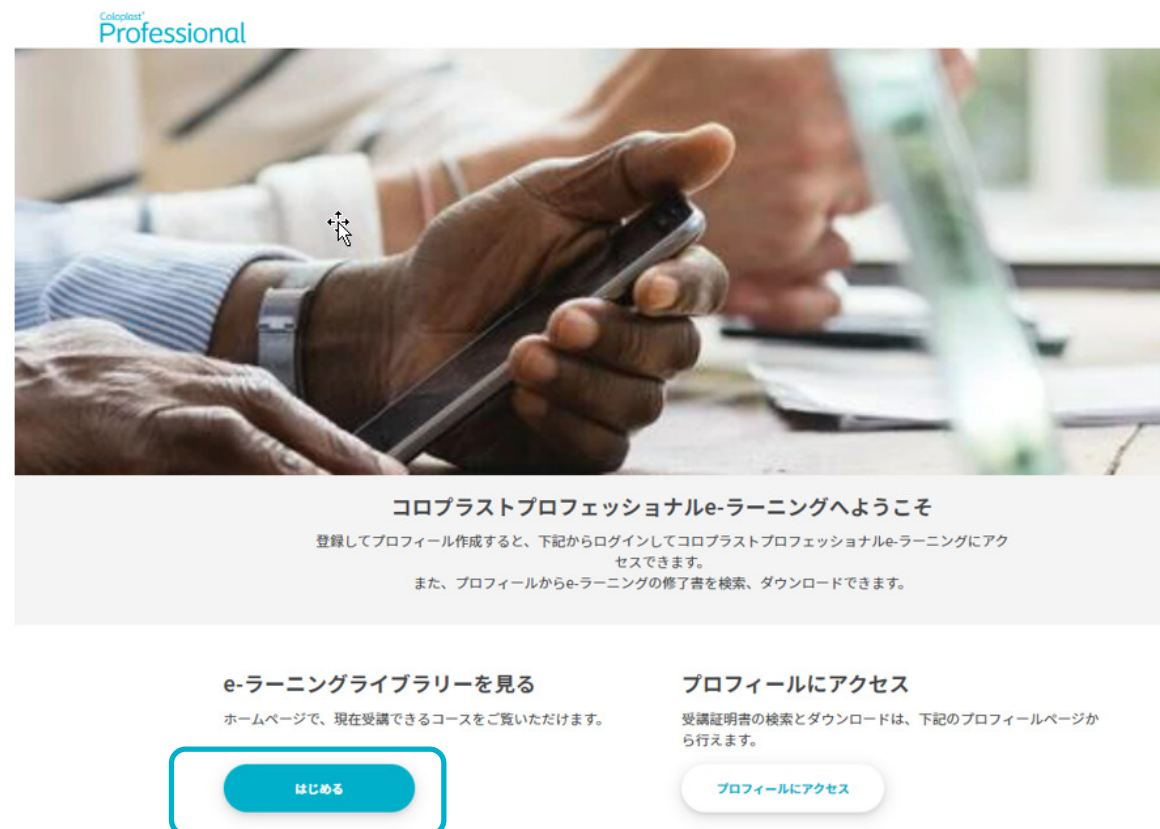 Coloplast®
Professional
コロプラストプロフェッショナルe-ラーニングへようこそ
登録してプロフィール作成すると、下記からログインしてコロプラストプロフェッショナルe-ラーニングにアク
セスできます。
また、プロフィールからe-ラーニングの修了書を検索、ダウンロードできます。
e-ラーニングライブラリーを見る
ホームページで、現在受講できるコースをご覧いただけます。
はじめる
プロフィールにアクセス
受講証明書の検索とダウンロードは、下記のプロフィールページか
ら行えます。
プロフィールにアクセス